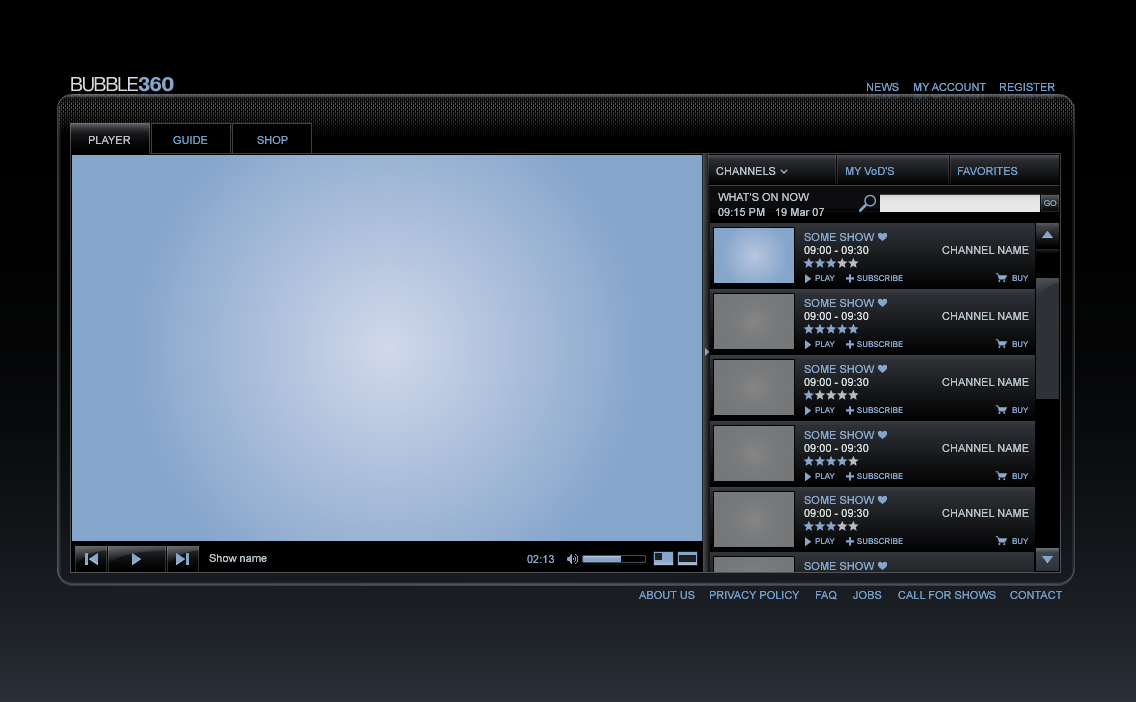 BUBBLE360
NEWS MY ACCOUNT REGISTER
PLAYER GUIDE SHOP
CHANNELS MY VoD'S FAVORITES
WHAT'S ON NOW
09:15 PM 19 Mar 07
GO
SOME SHOW
09:00 - 09:30
CHANNEL NAME
PLAY SUBSCRIBE BUY
SOME SHOW
09:00 - 09:30
CHANNEL NAME
PLAY SUBSCRIBE BUY
SOME SHOW
09:00 - 09:30
CHANNEL NAME
PLAY SUBSCRIBE BUY
SOME SHOW
09:00 - 09:30
CHANNEL NAME
PLAY SUBSCRIBE BUY
SOME SHOW
09:00 - 09:30
CHANNEL NAME
PLAY SUBSCRIBE BUY
SOME SHOW
Show name 02:13
ABOUT US PRIVACY POLICY FAQ JOBS CALL FOR SHOWS CONTACT